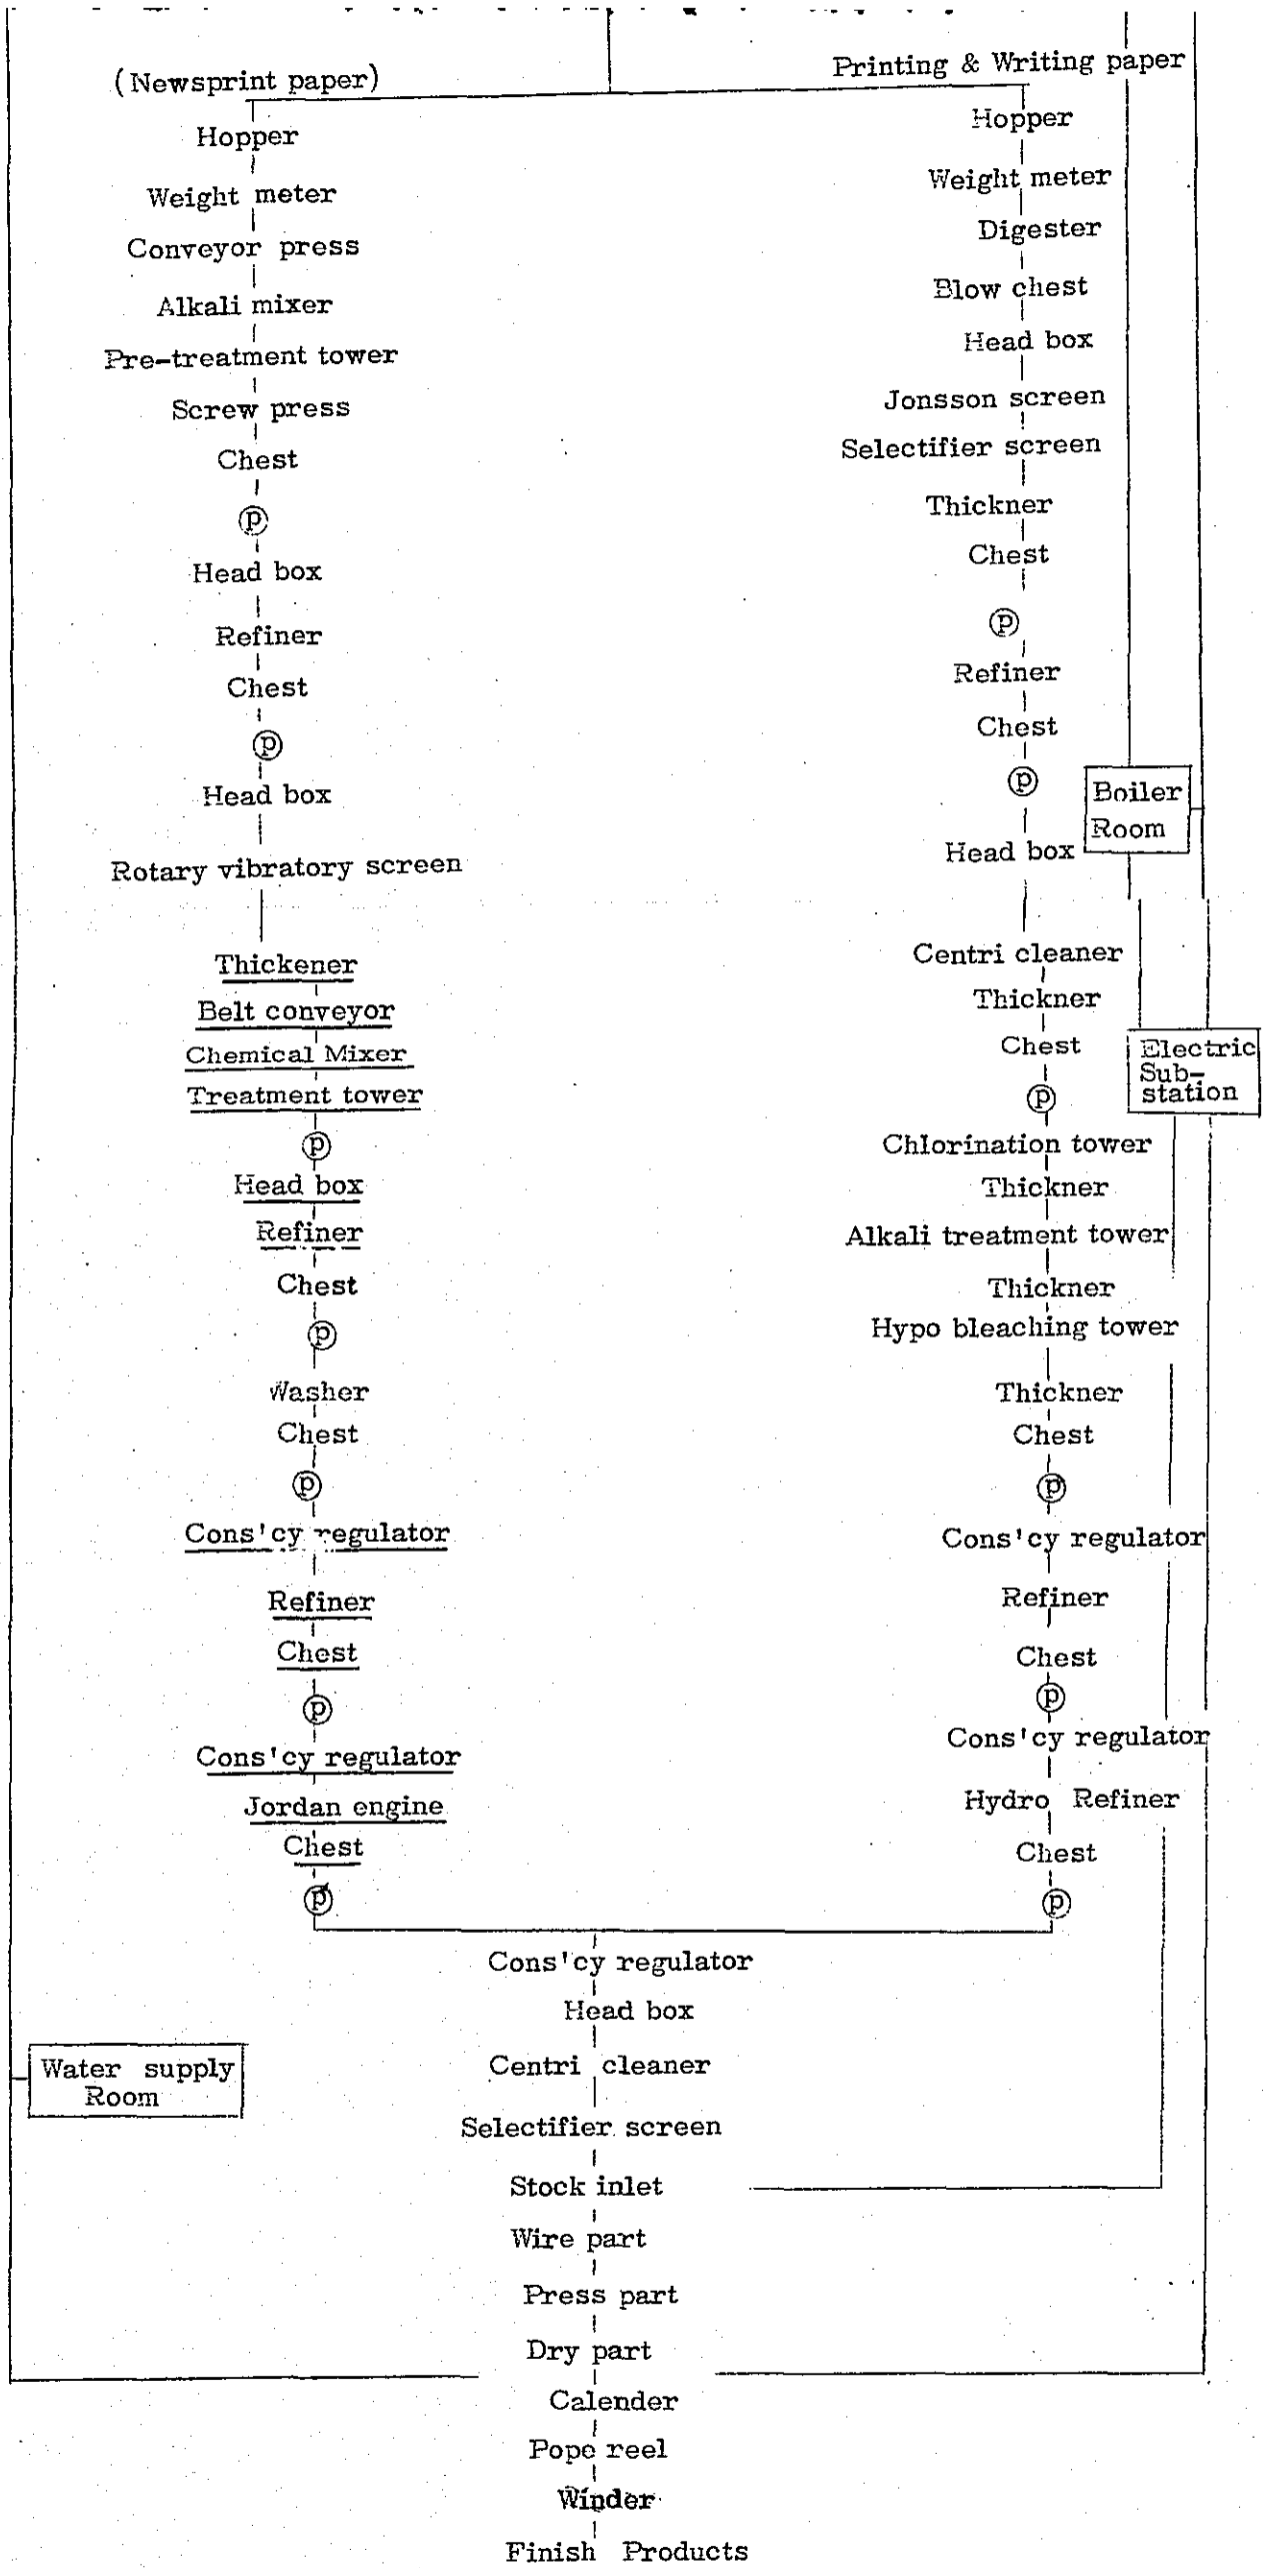 (Newsprint paper)
Hopper
Weight meter
Conveyor press
Alkali mixer
Pre-treatment tower
Screw press
Chest
P
Head box
Refiner
Chest
P
Head box
Rotary vibratory screen
Thickener
Belt conveyor
Chemical Mixer
Treatment tower
P
Head box
Refiner
Chest
P
Washer
Chest
P
Cons'cy regulator
Refiner
Chest
P
Cons'cy regulator
Jordan engine
Chest
P
Printing & Writing paper
Hopper
Weight meter
Digester
Blow chest
Head box
Jonsson screen
Selectifier screen
Thickner
Chest
P
Refiner
Chest
P
Head box
Centri cleaner
Thickner
Chest
P
Chlorination tower
Thickner
Alkali treatment tower
Thickner
Hypo bleaching tower
Thickner
Chest
P
Cons'cy regulator
Refiner
Chest
P
Cons'cy regulator
Hydro Refiner
Chest
P
Boiler
Room
Electric
Sub-
station
Cons'cy regulator
Head box
Centri cleaner
Selectifier screen
Stock inlet
Wire part
Press part
Dry part
Calender
Pope reel
Winder
Finish Products
Water supply
Room